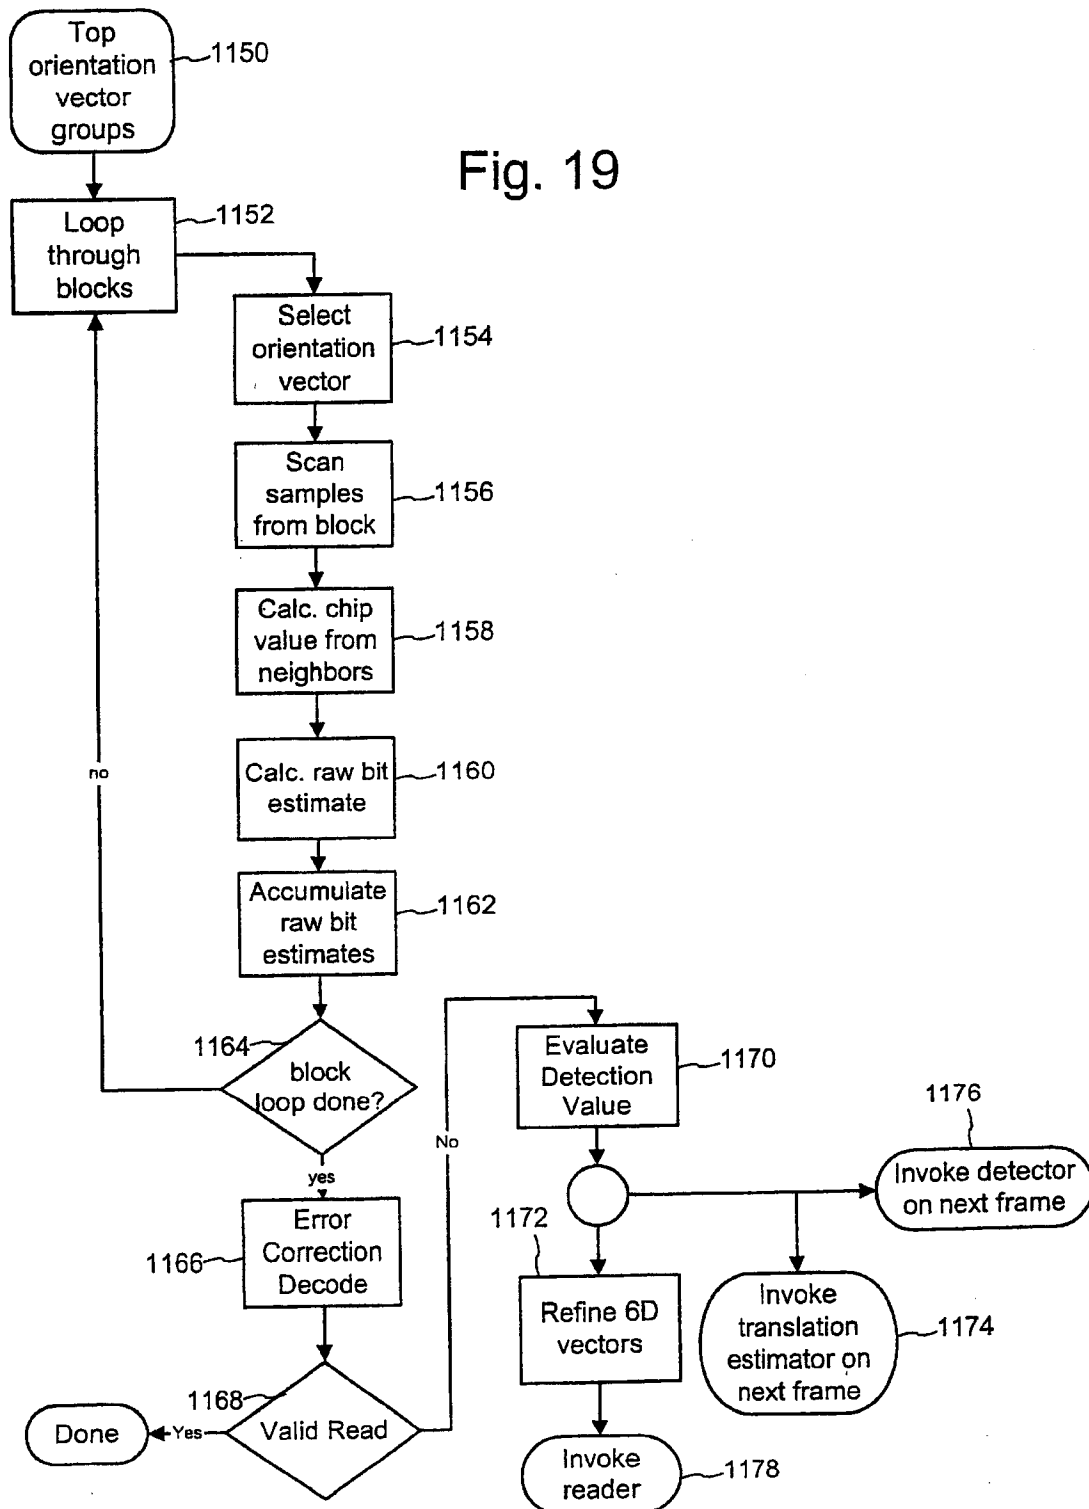 Top
orientation
vector
groups
1150
Fig. 19
Loop
through
blocks
1152
Select
orientation
vector
1154
Scan
samples
from block
1156
Calc. chip
value from
neighbors
1158
no
Calc. raw bit
estimate
1160
Accumulate
raw bit
estimates
1162
1164
block
loop done?
yes
Error
Correction
Decode
1166
1168
Valid Read
Yes
Done
No
Evaluate
Detection
Value
1170
1176
Invoke detector
on next frame
1172
Refine 6D
vectors
Invoke
translation
estimator on
next frame
1174
Invoke
reader
1178